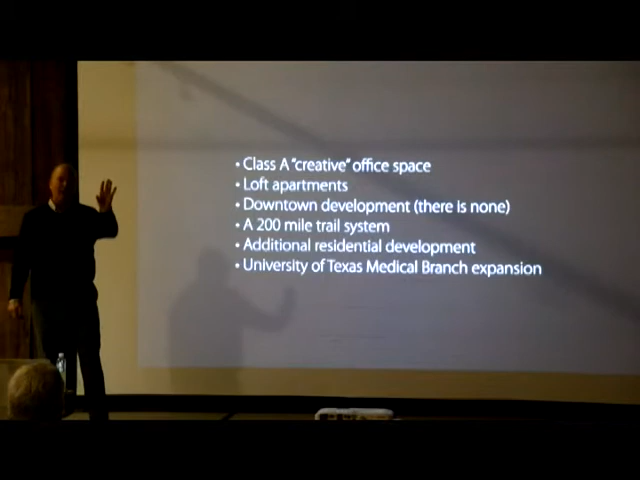 • Class A "creative" office space
• Loft apartments
• Downtown development (there is none)
• A 200 mile trail system
• Additional residential development
• University of Texas Medical Branch expansion